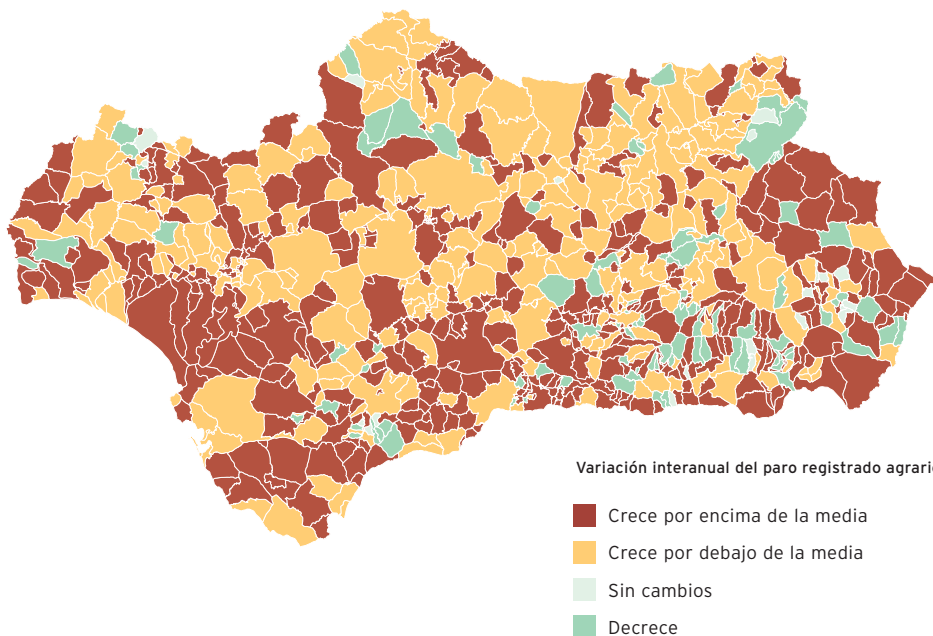 Variación interanual del paro registrado agrari
Crece por encima de la media
Crece por debajo de la media
Sin cambios
Decrece